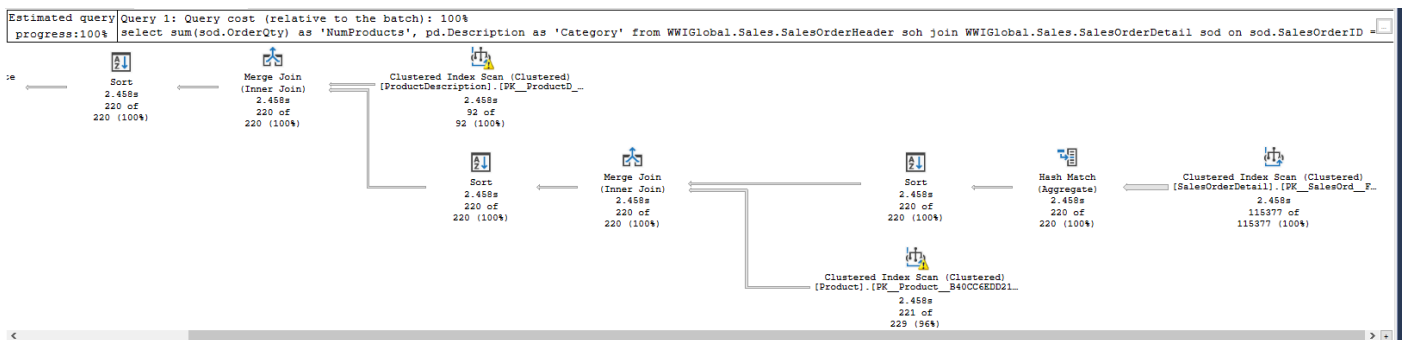 Estimated query
progress:100%
Query 1: Query cost (relative to the batch): 100%
select sum(sod.OrderQty) as 'NumProducts', pd.Description as 'Category' from WWIGlobal.Sales.SalesOrderHeader soh join WWIGlobal.Sales.SalesOrderDetail sod on sod.SalesOrderID =
...
Sort
2.458s
220 of
220 (100%)
Merge Join
(Inner Join)
2.458s
220 of
220 (100%)
Clustered Index Scan (Clustered)
[ProductDescription].[PK__ProductD_…
2.458s
92 of
92 (100%)
Sort
2.458s
220 of
220 (100%)
Merge Join
(Inner Join)
2.458s
220 of
220 (100%)
Sort
2.458s
220 of
220 (100%)
Hash Match
(Aggregate)
2.458s
220 of
220 (100%)
Clustered Index Scan (Clustered)
[SalesOrderDetail].[PK__SalesOrd__F…
2.458s
115377 of
115377 (100%)
Clustered Index Scan (Clustered)
[Product].[PK__Product__B40CC6EDD21…
2.458s
221 of
229 (96%)